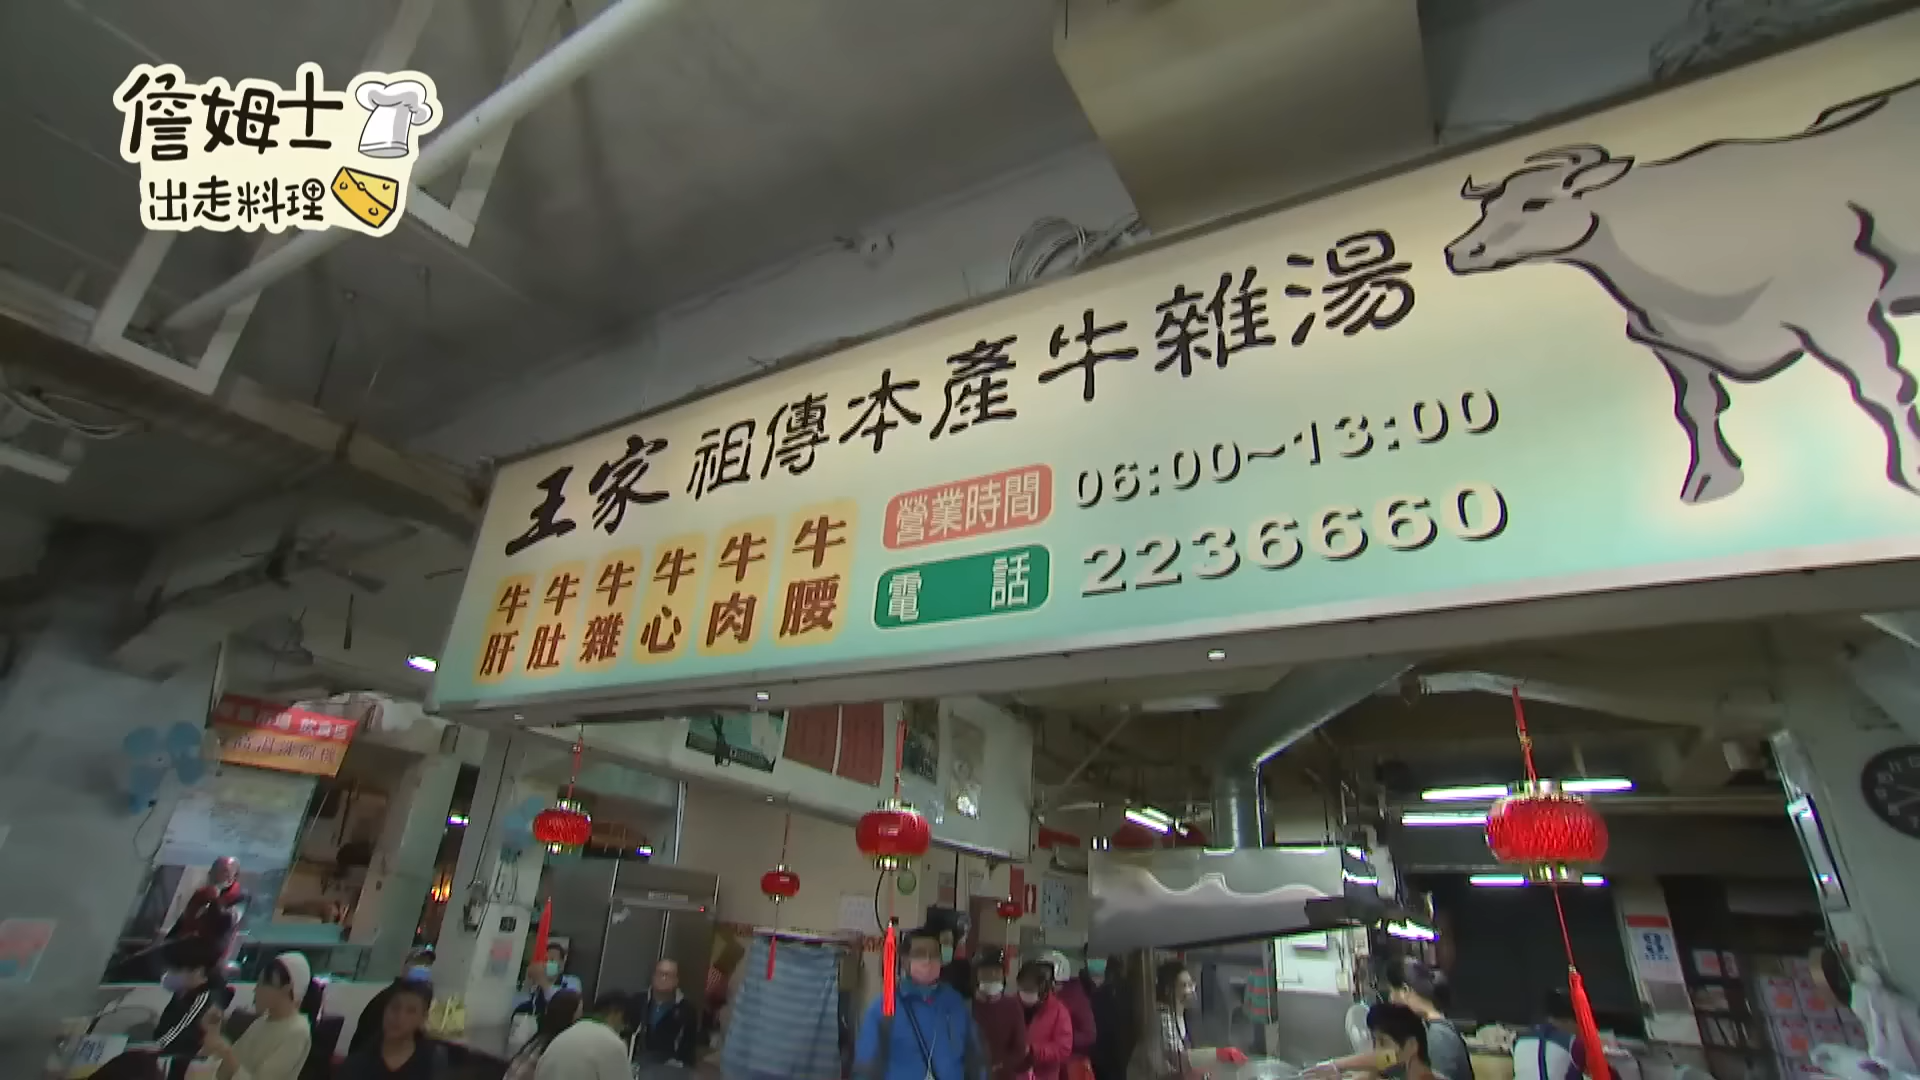 詹姆士
出走料理
王家 祖傳本產牛雜湯
牛肝 牛肚 牛雜 牛心 牛肉 牛腰
營業時間 06:00~13:00
電話 2236660